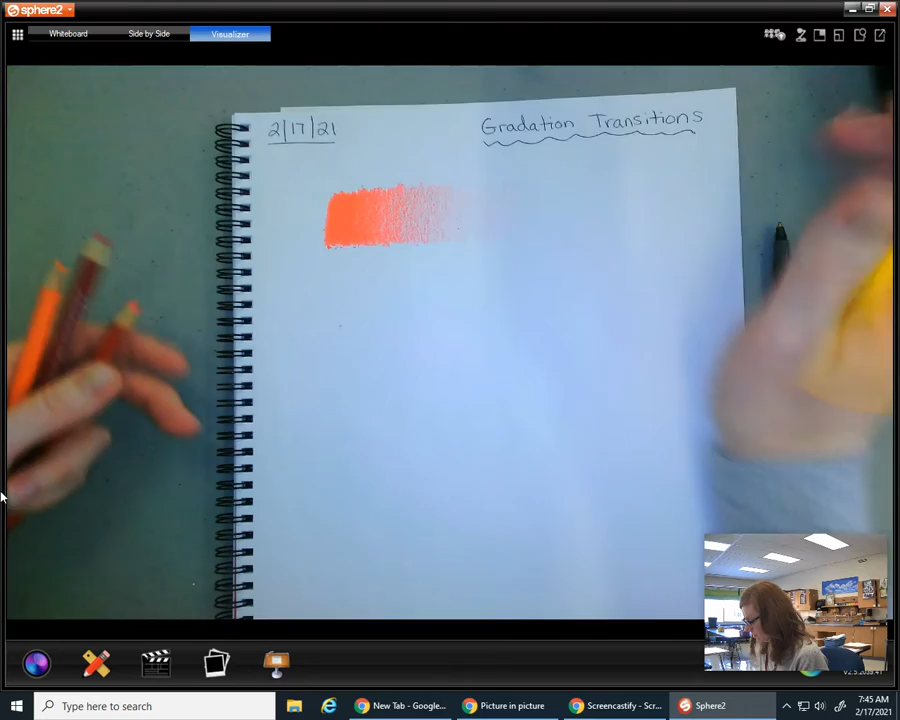 sphere2
Whiteboard Side by Side Visualizer
2/17/21 Gradation Transitions
Type here to search
New Tab - Google...
Picture in picture
Screencastify - Scr...
Sphere2
7:45 AM
2/17/2021